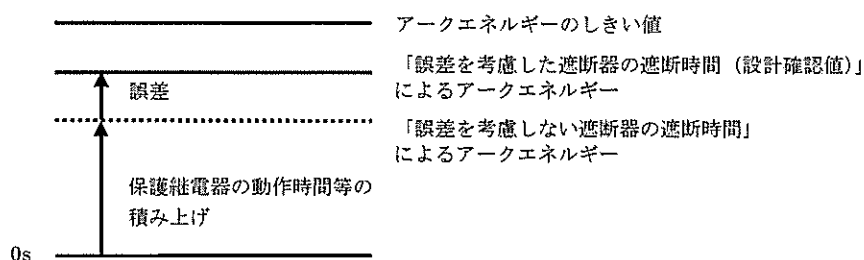 アークエネルギーのしきい値
「誤差を考慮した遮断器の遮断時間（設計確認値）」
によるアークエネルギー
誤差
「誤差を考慮しない遮断器の遮断時間」
によるアークエネルギー
保護継電器の動作時間等の
積み上げ
0s